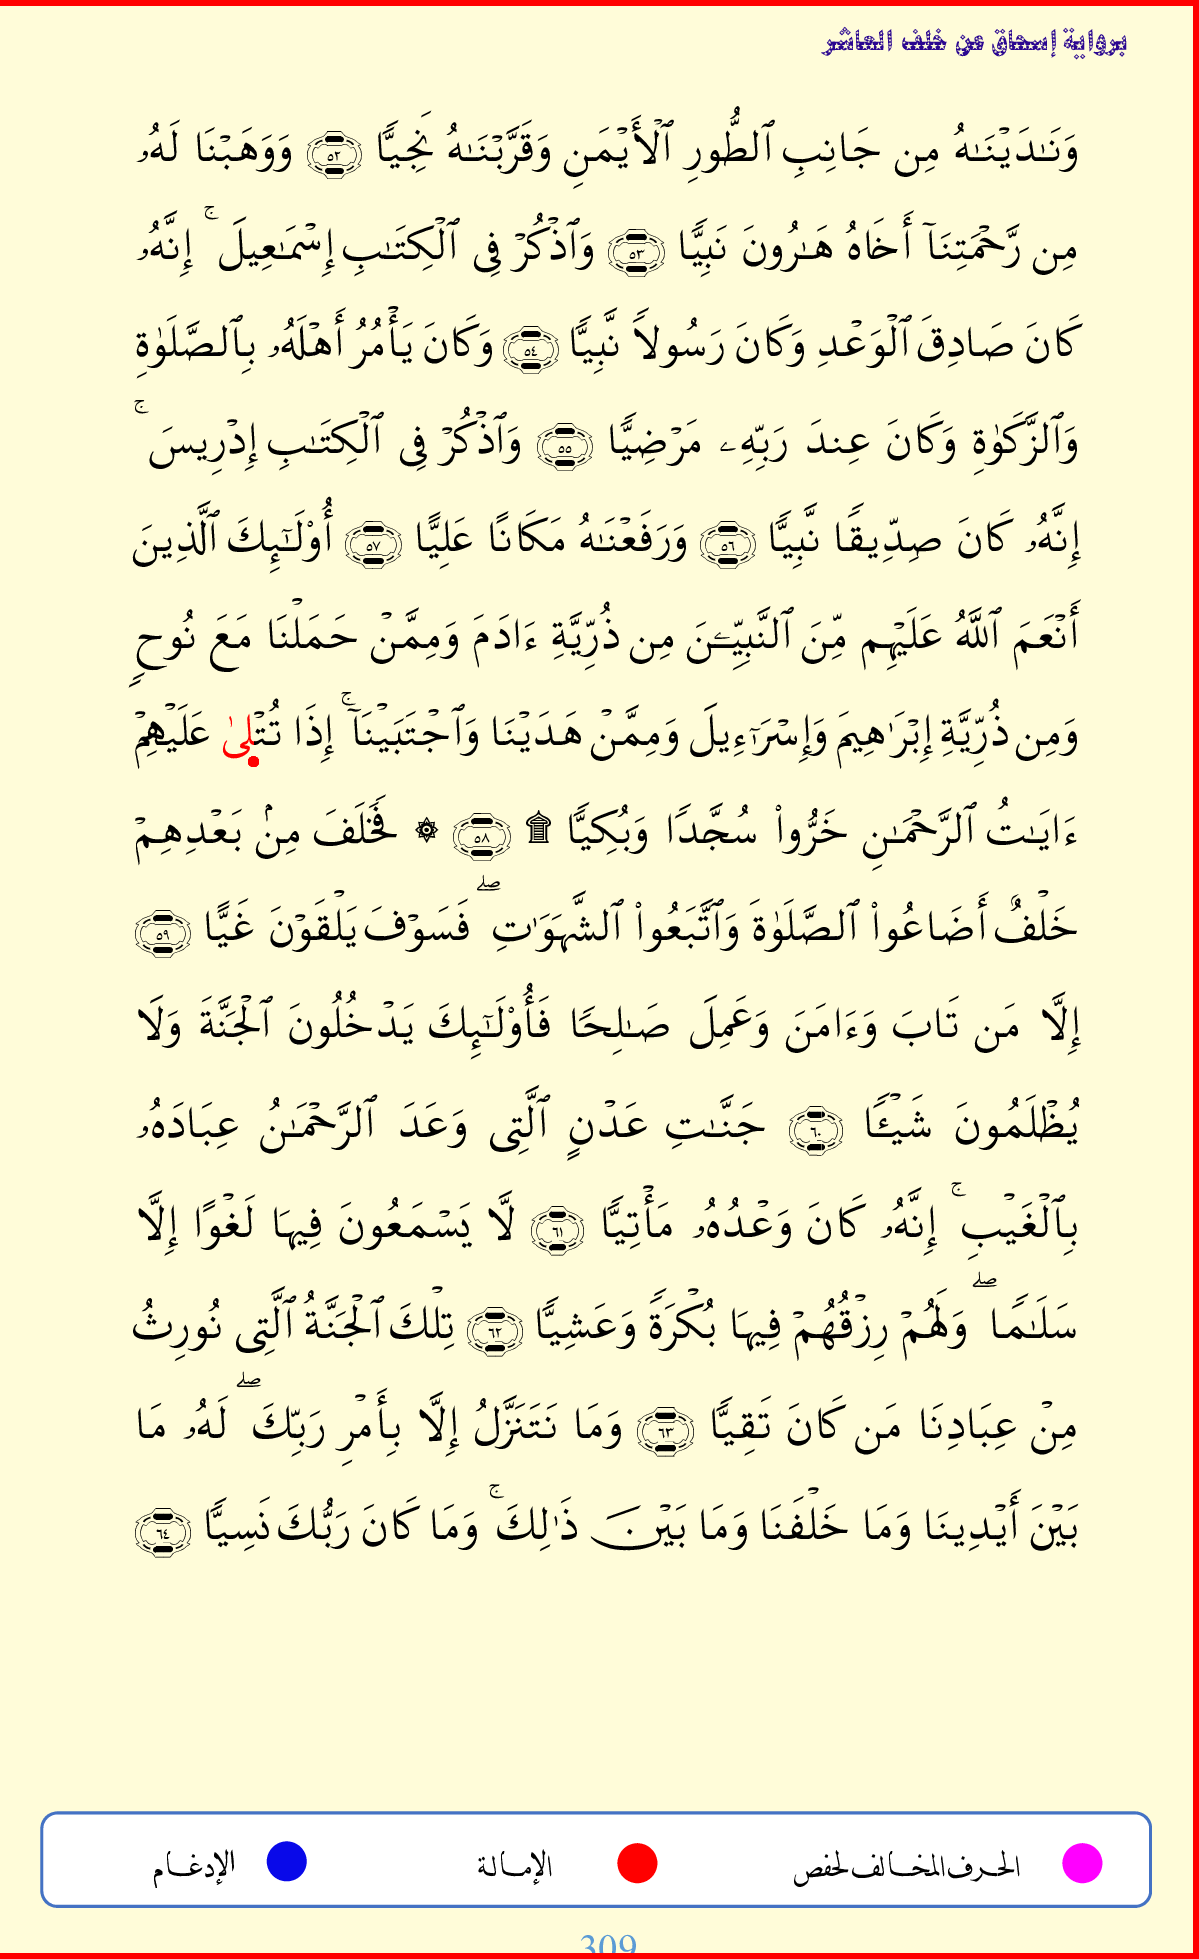 برواية إسحاق عن خلف العاشر
وَنَـٰدَيْنَـٰهُ مِن جَانِبِ ٱلطُّورِ ٱلْأَيْمَنِ وَقَرَّبْنَـٰهُ نَجِيًّا ٥٢ وَوَهَبْنَا لَهُۥ
مِن رَّحْمَتِنَآ أَخَاهُ هَـٰرُونَ نَبِيًّا ٥٣ وَٱذْكُرْ فِى ٱلْكِتَـٰبِ إِسْمَـٰعِيلَ ۚ إِنَّهُۥ
كَانَ صَادِقَ ٱلْوَعْدِ وَكَانَ رَسُولًا نَّبِيًّا ٥٤ وَكَانَ يَأْمُرُ أَهْلَهُۥ بِٱلصَّلَوٰةِ
وَٱلزَّكَوٰةِ وَكَانَ عِندَ رَبِّهِۦ مَرْضِيًّا ٥٥ وَٱذْكُرْ فِى ٱلْكِتَـٰبِ إِدْرِيسَ ۚ
إِنَّهُۥ كَانَ صِدِّيقًا نَّبِيًّا ٥٦ وَرَفَعْنَـٰهُ مَكَانًا عَلِيًّا ٥٧ أُو۟لَـٰٓئِكَ ٱلَّذِينَ
أَنْعَمَ ٱللَّهُ عَلَيْهِم مِّنَ ٱلنَّبِيِّـۧنَ مِن ذُرِّيَّةِ ءَادَمَ وَمِمَّنْ حَمَلْنَا مَعَ نُوحٍ
وَمِن ذُرِّيَّةِ إِبْرَٰهِيمَ وَإِسْرَٰٓءِيلَ وَمِمَّنْ هَدَيْنَا وَٱجْتَبَيْنَآ ۚ إِذَا تُتْلَىٰ عَلَيْهِمْ
ءَايَـٰتُ ٱلرَّحْمَـٰنِ خَرُّوا۟ سُجَّدًا وَبُكِيًّا ۩ ٥٨ ۞ فَخَلَفَ مِنۢ بَعْدِهِمْ
خَلْفٌ أَضَاعُوا۟ ٱلصَّلَوٰةَ وَٱتَّبَعُوا۟ ٱلشَّهَوَٰتِ ۖ فَسَوْفَ يَلْقَوْنَ غَيًّا ٥٩
إِلَّا مَن تَابَ وَءَامَنَ وَعَمِلَ صَـٰلِحًا فَأُو۟لَـٰٓئِكَ يَدْخُلُونَ ٱلْجَنَّةَ وَلَا
يُظْلَمُونَ شَيْـًٔا ٦٠ جَنَّـٰتِ عَدْنٍ ٱلَّتِى وَعَدَ ٱلرَّحْمَـٰنُ عِبَادَهُۥ
بِٱلْغَيْبِ ۚ إِنَّهُۥ كَانَ وَعْدُهُۥ مَأْتِيًّا ٦١ لَّا يَسْمَعُونَ فِيهَا لَغْوًا إِلَّا
سَلَـٰمًا ۖ وَلَهُمْ رِزْقُهُمْ فِيهَا بُكْرَةً وَعَشِيًّا ٦٢ تِلْكَ ٱلْجَنَّةُ ٱلَّتِى نُورِثُ
مِنْ عِبَادِنَا مَن كَانَ تَقِيًّا ٦٣ وَمَا نَتَنَزَّلُ إِلَّا بِأَمْرِ رَبِّكَ ۖ لَهُۥ مَا
بَيْنَ أَيْدِينَا وَمَا خَلْفَنَا وَمَا بَيْنَ ذَٰلِكَ ۚ وَمَا كَانَ رَبُّكَ نَسِيًّا ٦٤
الحرف المخالف لحفص الإمالة الإدغام
309